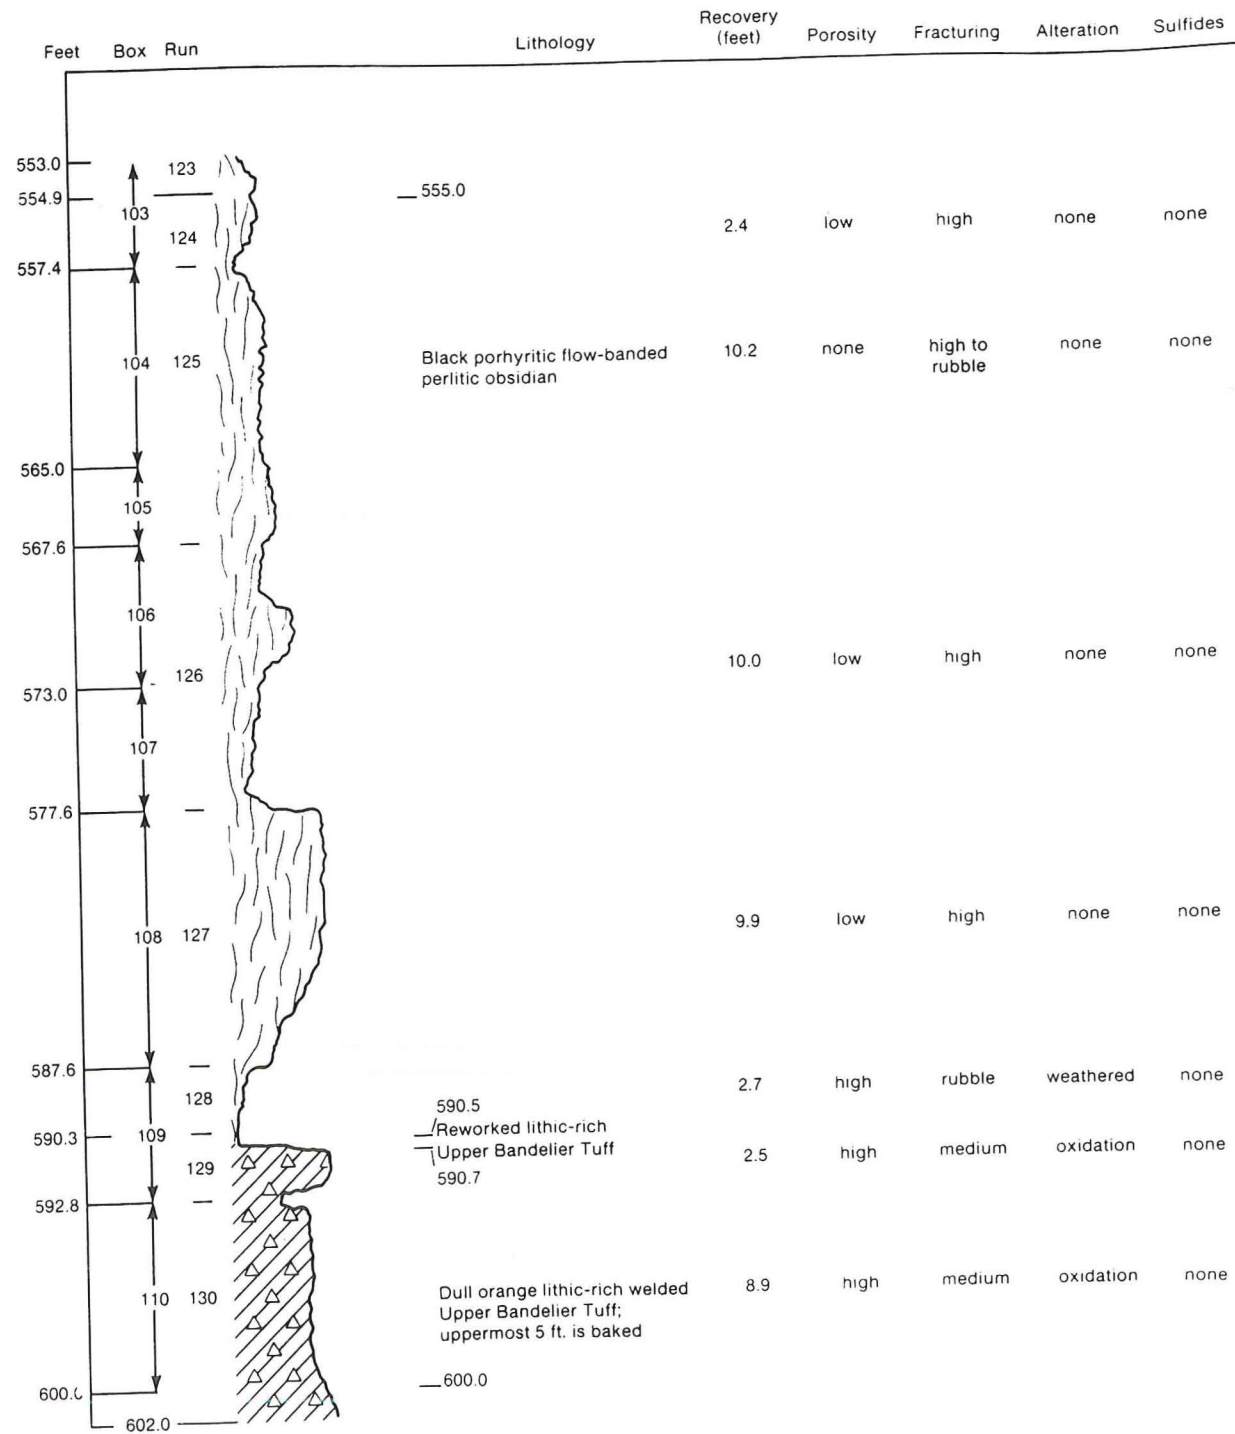 Feet Box Run Lithology Recovery (feet) Porosity Fracturing Alteration Sulfides
553.0 123
554.9 555.0
103
124 2.4 low high none none
557.4
104 125 Black porhyritic flow-banded perlitic obsidian 10.2 none high to rubble none none
565.0
105
567.6
106
126 10.0 low high none none
573.0
107
577.6
108 127 9.9 low high none none
587.6
128 2.7 high rubble weathered none
590.5
109
590.3 Reworked lithic-rich
Upper Bandelier Tuff
129 2.5 high medium oxidation none
590.7
592.8
110 130 Dull orange lithic-rich welded 8.9 high medium oxidation none
Upper Bandelier Tuff;
uppermost 5 ft. is baked
600.0 600.0
602.0